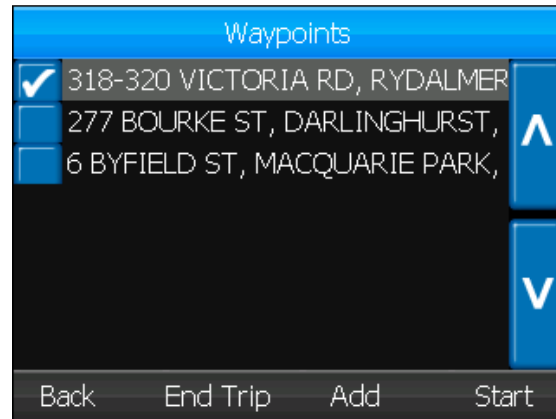 Waypoints
318-320 VICTORIA RD, RYDALMER
277 BOURKE ST, DARLINGHURST,
6 BYFIELD ST, MACQUARIE PARK,
Back End Trip Add Start